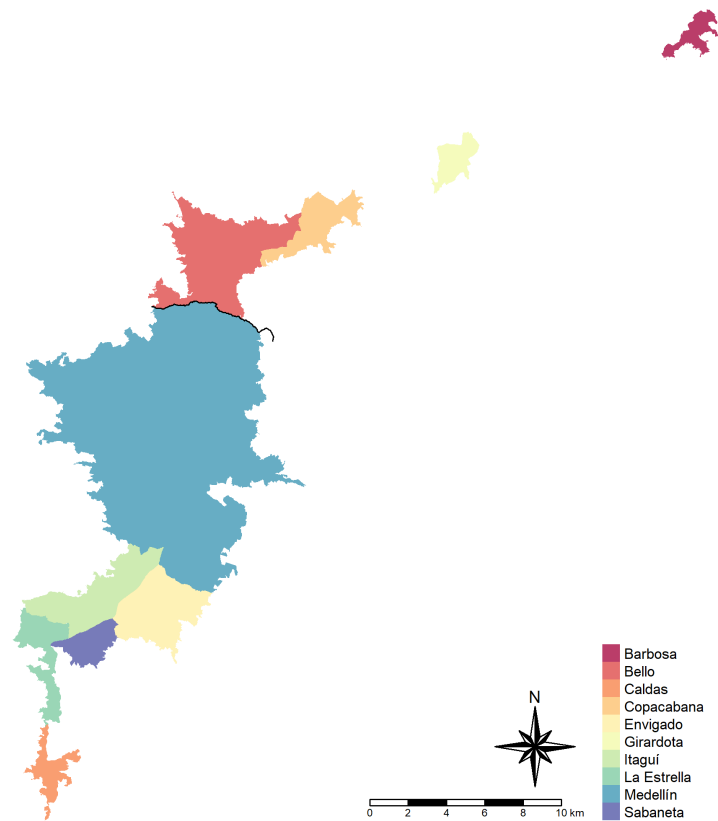 Barbosa
Bello
Caldas
Copacabana
Envigado
Girardota
Itaguí
La Estrella
Medellín
Sabaneta
N
0 2 4 6 8 10 km